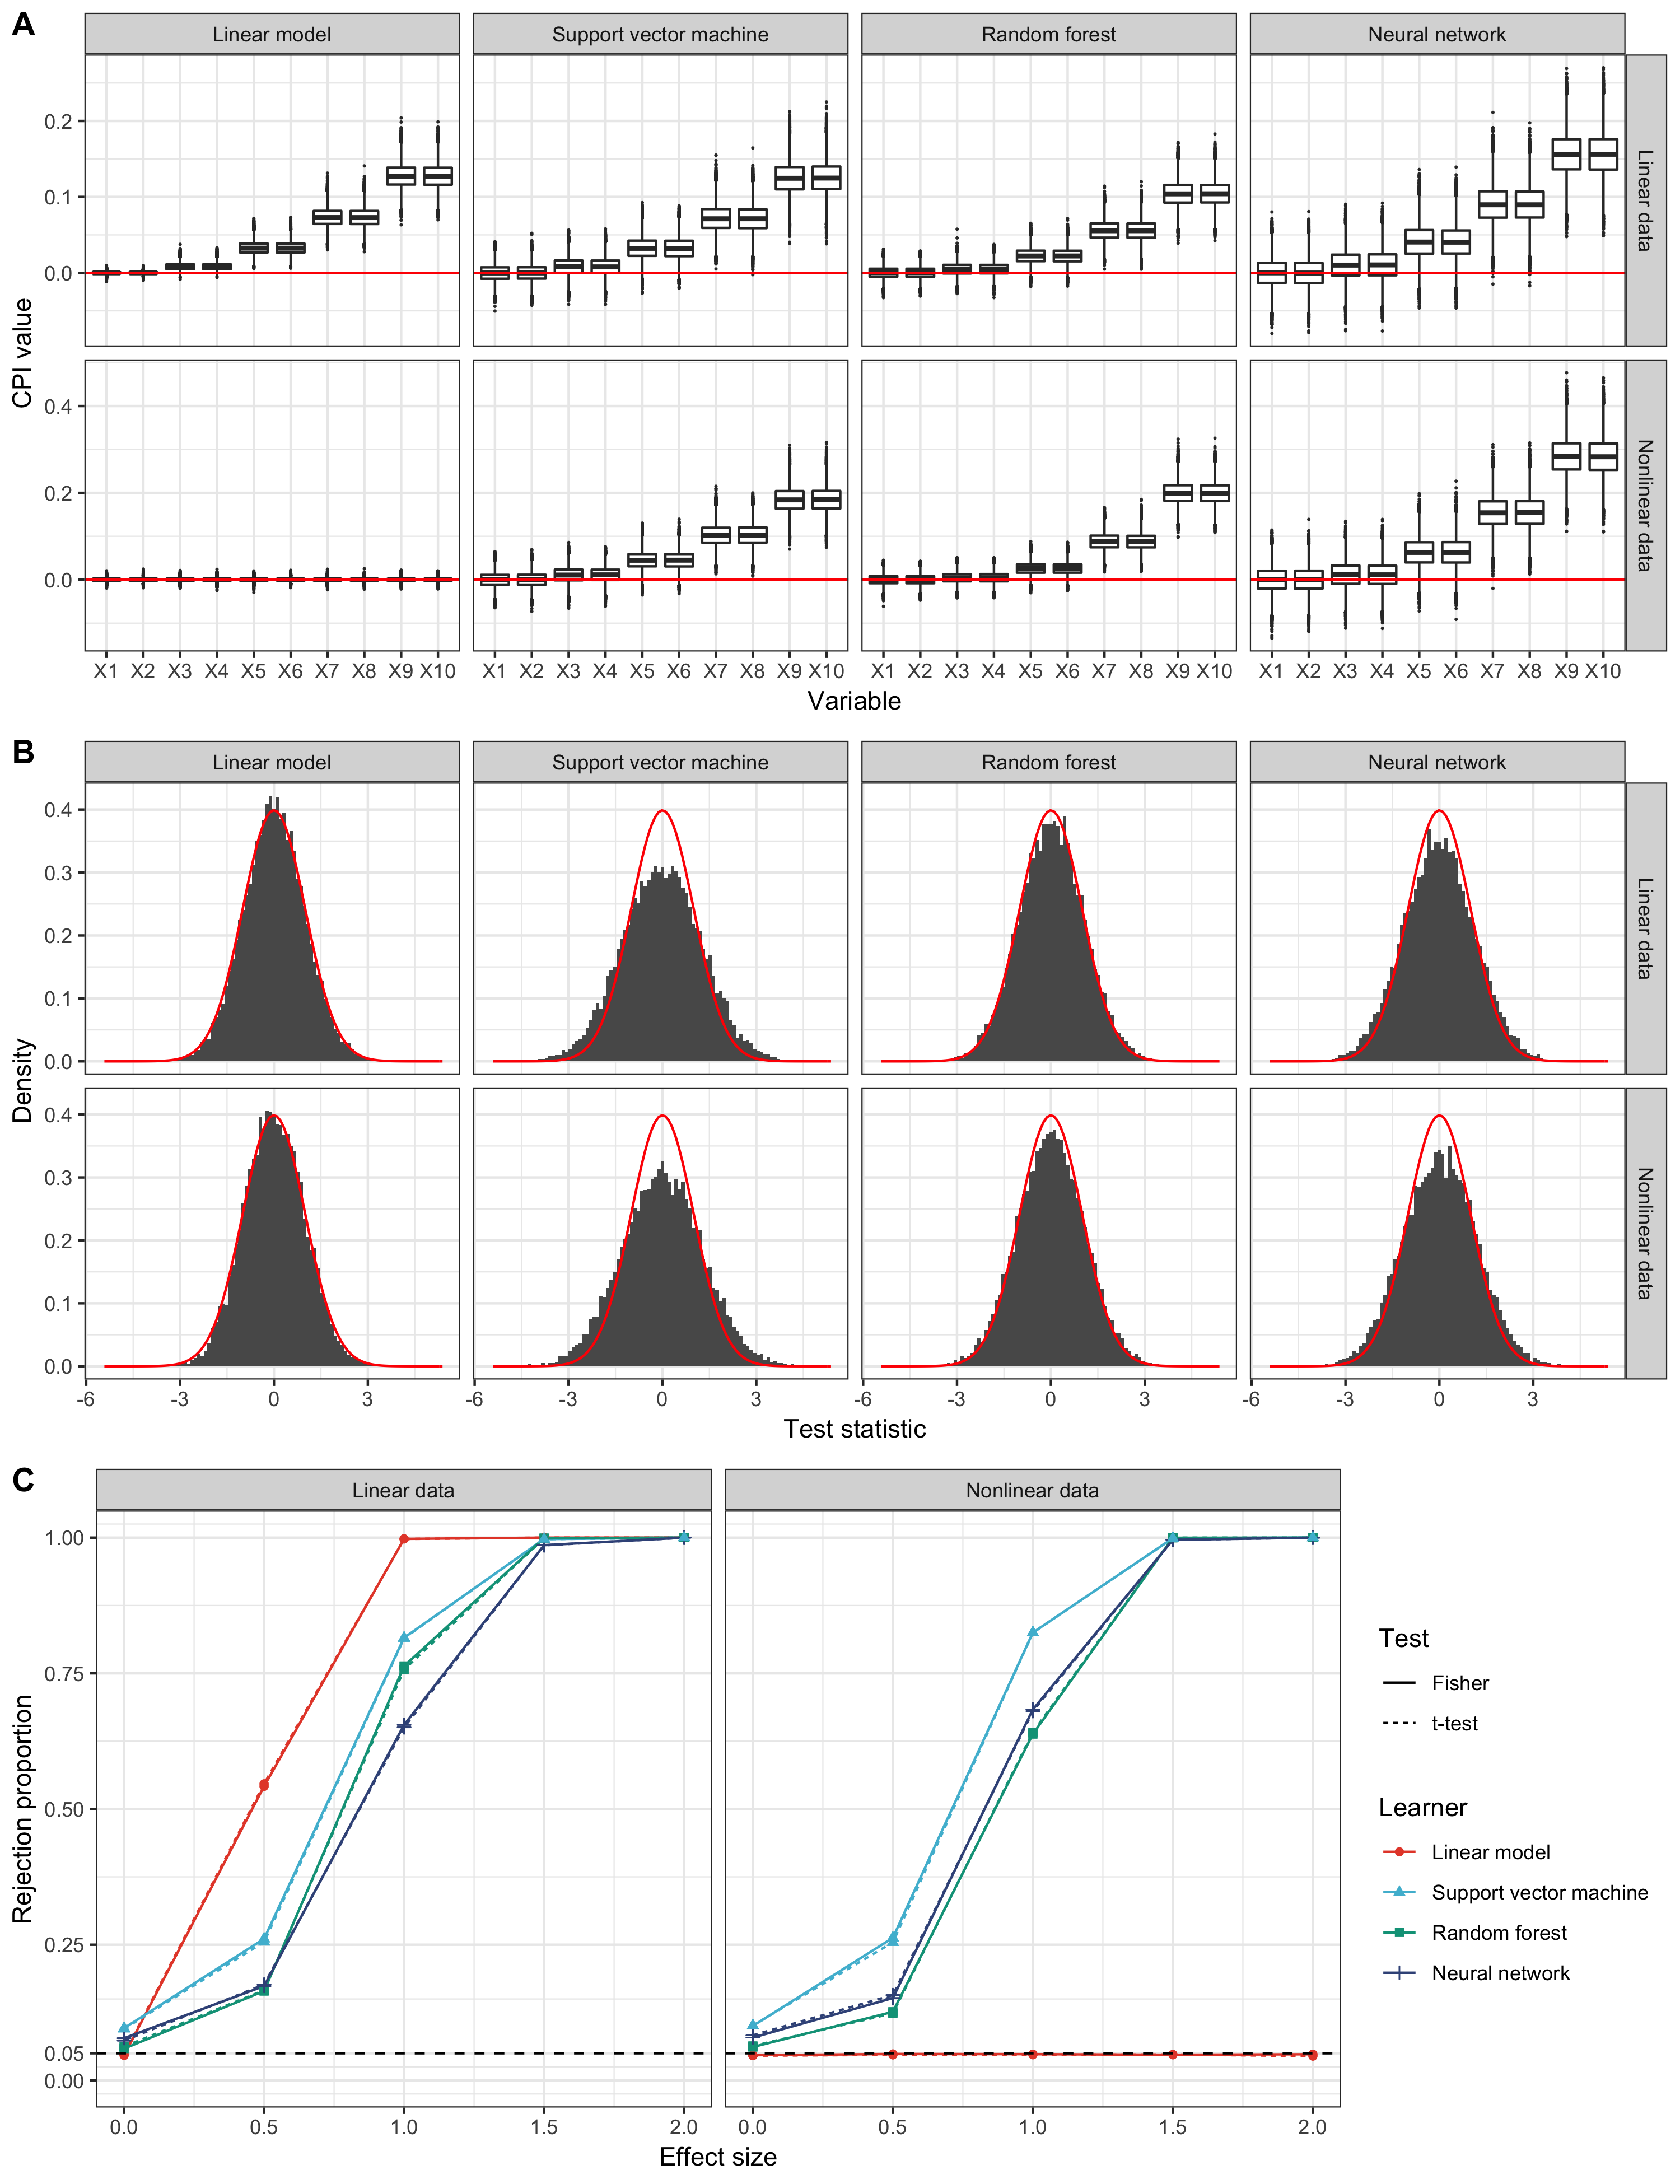 A
Linear model
Support vector machine
Random forest
Neural network
CPI value
0.2
0.1
0.0
Linear data
0.4
0.2
0.0
Nonlinear data
X1 X2 X3 X4 X5 X6 X7 X8 X9 X10
X1 X2 X3 X4 X5 X6 X7 X8 X9 X10
X1 X2 X3 X4 X5 X6 X7 X8 X9 X10
X1 X2 X3 X4 X5 X6 X7 X8 X9 X10
Variable
B
Linear model
Support vector machine
Random forest
Neural network
Density
0.4
0.3
0.2
0.1
0.0
Linear data
0.4
0.3
0.2
0.1
0.0
Nonlinear data
-6 -3 0 3
-6 -3 0 3
-6 -3 0 3
-6 -3 0 3
Test statistic
C
Linear data
Nonlinear data
Rejection proportion
1.00
0.75
0.50
0.25
0.05
0.00
0.0 0.5 1.0 1.5 2.0
0.0 0.5 1.0 1.5 2.0
Effect size
Test
Fisher
t-test
Learner
Linear model
Support vector machine
Random forest
Neural network